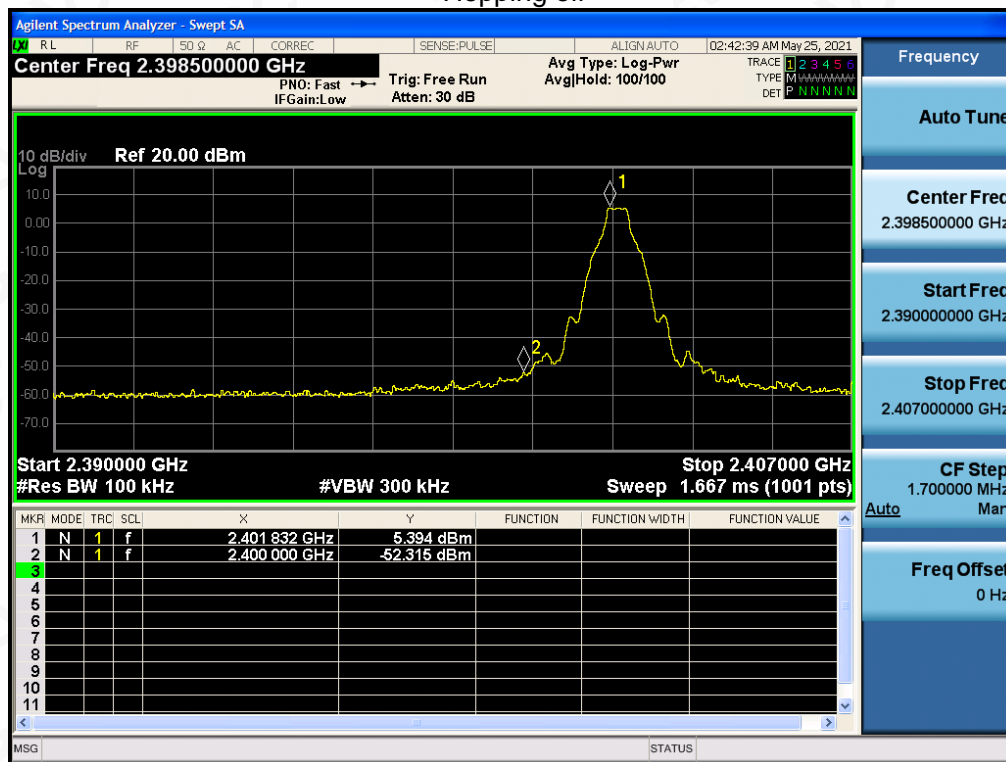 Hopping off
Agilent Spectrum Analyzer - Swept SA
LXI RL RF 50 Ω AC CORREC SENSE:PULSE ALIGN AUTO 02:42:39 AM May 25, 2021
Center Freq 2.398500000 GHz
PNO: Fast
IFGain:Low
Trig: Free Run
Atten: 30 dB
Avg Type: Log-Pwr
Avg|Hold: 100/100
TRACE 1 2 3 4 5 6
TYPE M WWWWW
DET P N N N N N
10 dB/div Ref 20.00 dBm
Log
10.0
0.00
-10.0
-20.0
-30.0
-40.0
-50.0
-60.0
-70.0
1
2
Start 2.390000 GHz Stop 2.407000 GHz
#Res BW 100 kHz #VBW 300 kHz Sweep 1.667 ms (1001 pts)
MKR MODE TRC SCL X Y FUNCTION FUNCTION WIDTH FUNCTION VALUE
1 N 1 f 2.401 832 GHz 5.394 dBm
2 N 1 f 2.400 000 GHz -52.315 dBm
3
4
5
6
7
8
9
10
11
MSG STATUS
Frequency
Auto Tune
Center Freq
2.398500000 GHz
Start Freq
2.390000000 GHz
Stop Freq
2.407000000 GHz
CF Step
1.700000 MHz
Auto Man
Freq Offset
0 Hz